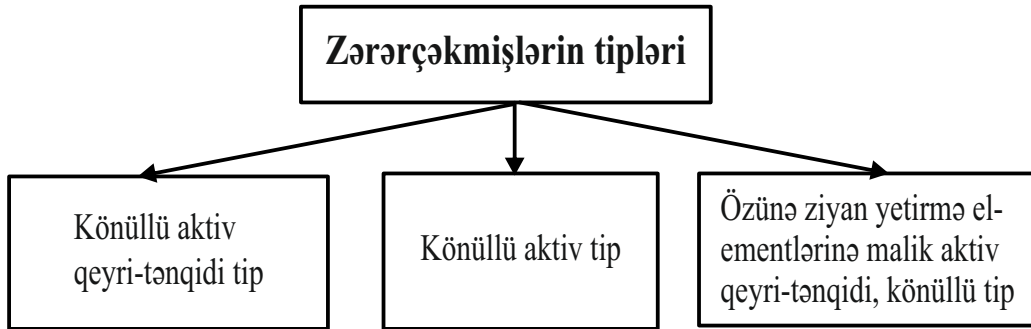 Zərərçəkmişlərin tipləri
Könüllü aktiv
qeyri-tənqidi tip
Könüllü aktiv tip
Özünə ziyan yetirmə el-
ementlərinə malik aktiv
qeyri-tənqidi, könüllü tip